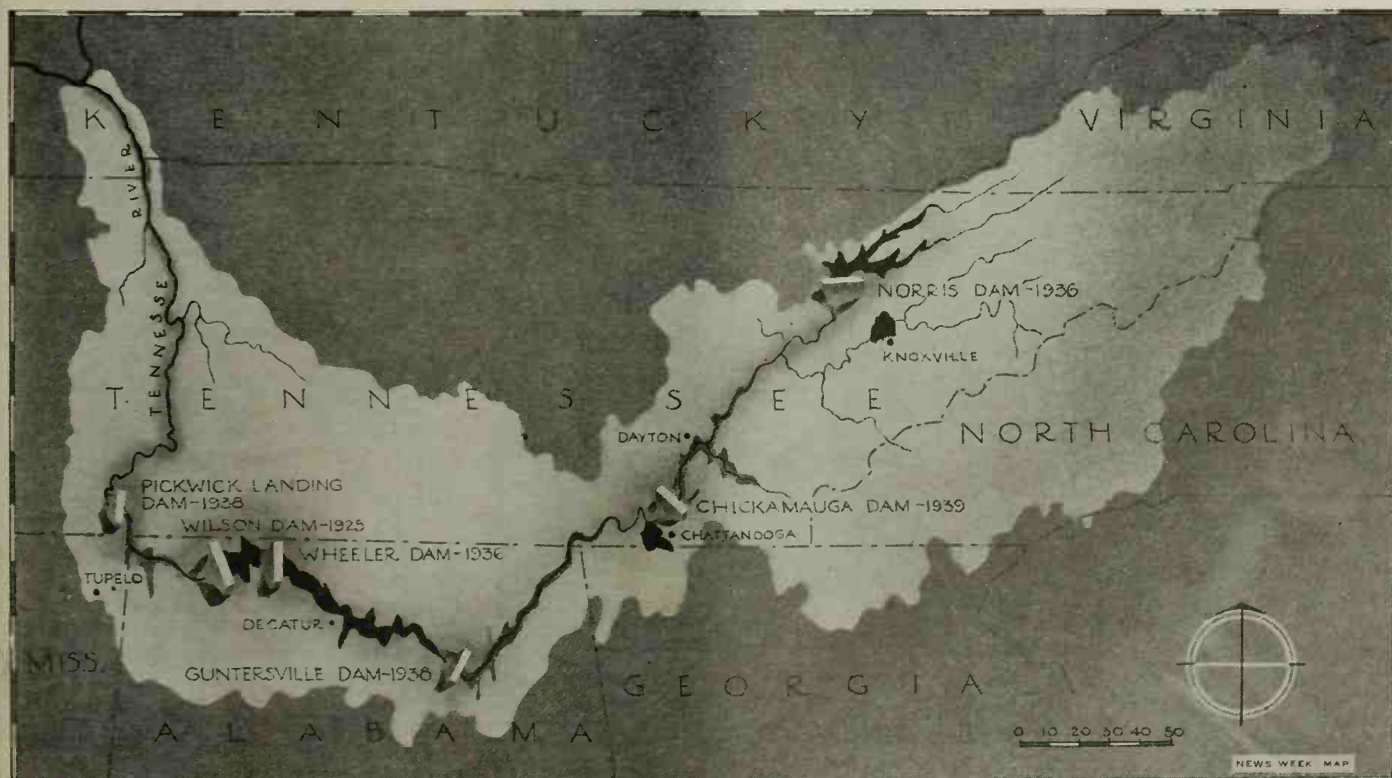 KENTUCKY
VIRGINIA
TENNESSE RIVER
NORRIS DAM-1936
KNOXVILLE
TENNESSEE
DAYTON
NORTH CAROLINA
PICKWICK LANDING
DAM-1938
WILSON DAM-1925
CHICKAMAUGA DAM-1939
CHATTANOOGA
WHEELER DAM-1936
TUPELO
DECATUR
MISS.
GUNTERSVILLE DAM-1938
GEORGIA
ALABAMA
0 10 20 30 40 50
NEWS WEEK MAP